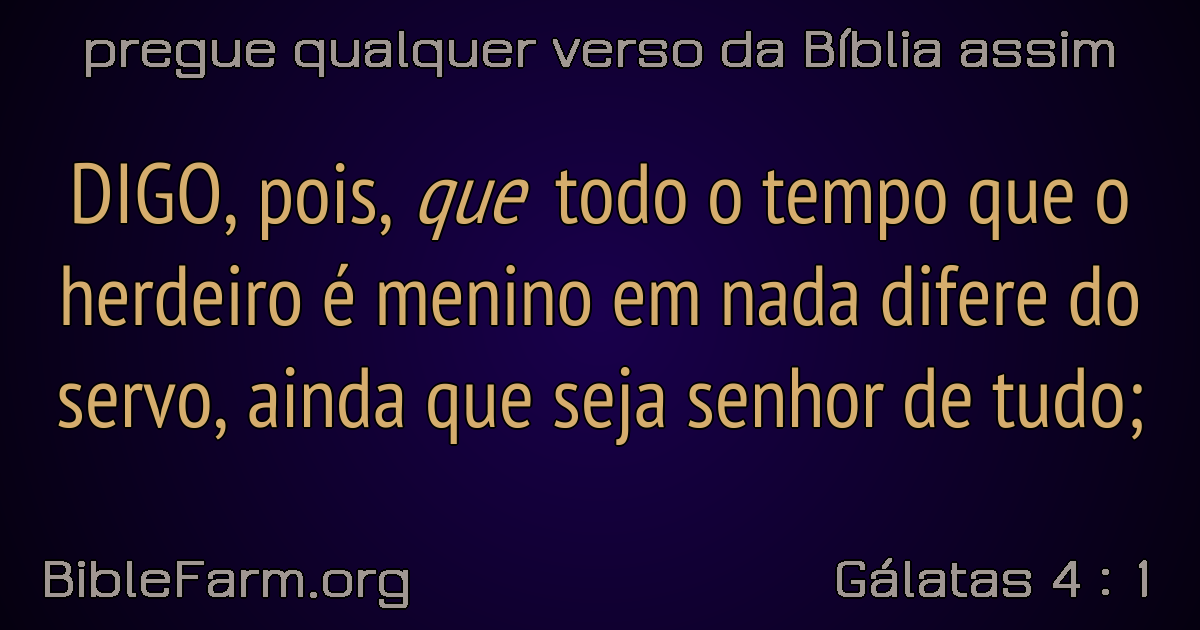 pregue qualquer verso da Bíblia assim
DIGO, pois, que todo o tempo que o
herdeiro é menino em nada difere do
servo, ainda que seja senhor de tudo;
BibleFarm.org
Gálatas 4 : 1